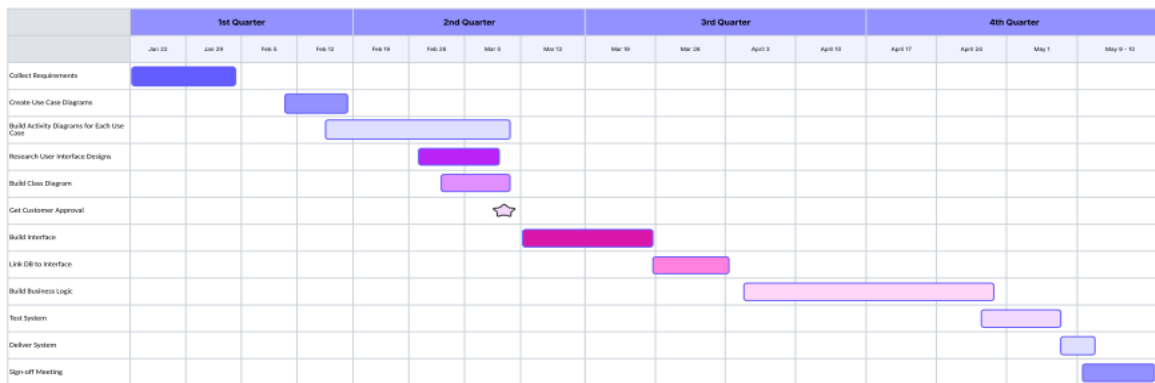 1st Quarter 2nd Quarter 3rd Quarter 4th Quarter
Jan 22 Jan 29 Feb 5 Feb 12 Feb 19 Feb 26 Mar 5 Mar 12 Mar 19 Mar 26 April 3 April 10 April 17 April 26 May 1 May 9 - 10
Collect Requirements
Create Use Case Diagrams
Build Activity Diagrams for Each Use
Case
Research User Interface Designs
Build Class Diagram
Get Customer Approval
Build Interface
Link DB to Interface
Build Business Logic
Test System
Deliver System
Sign-off Meeting